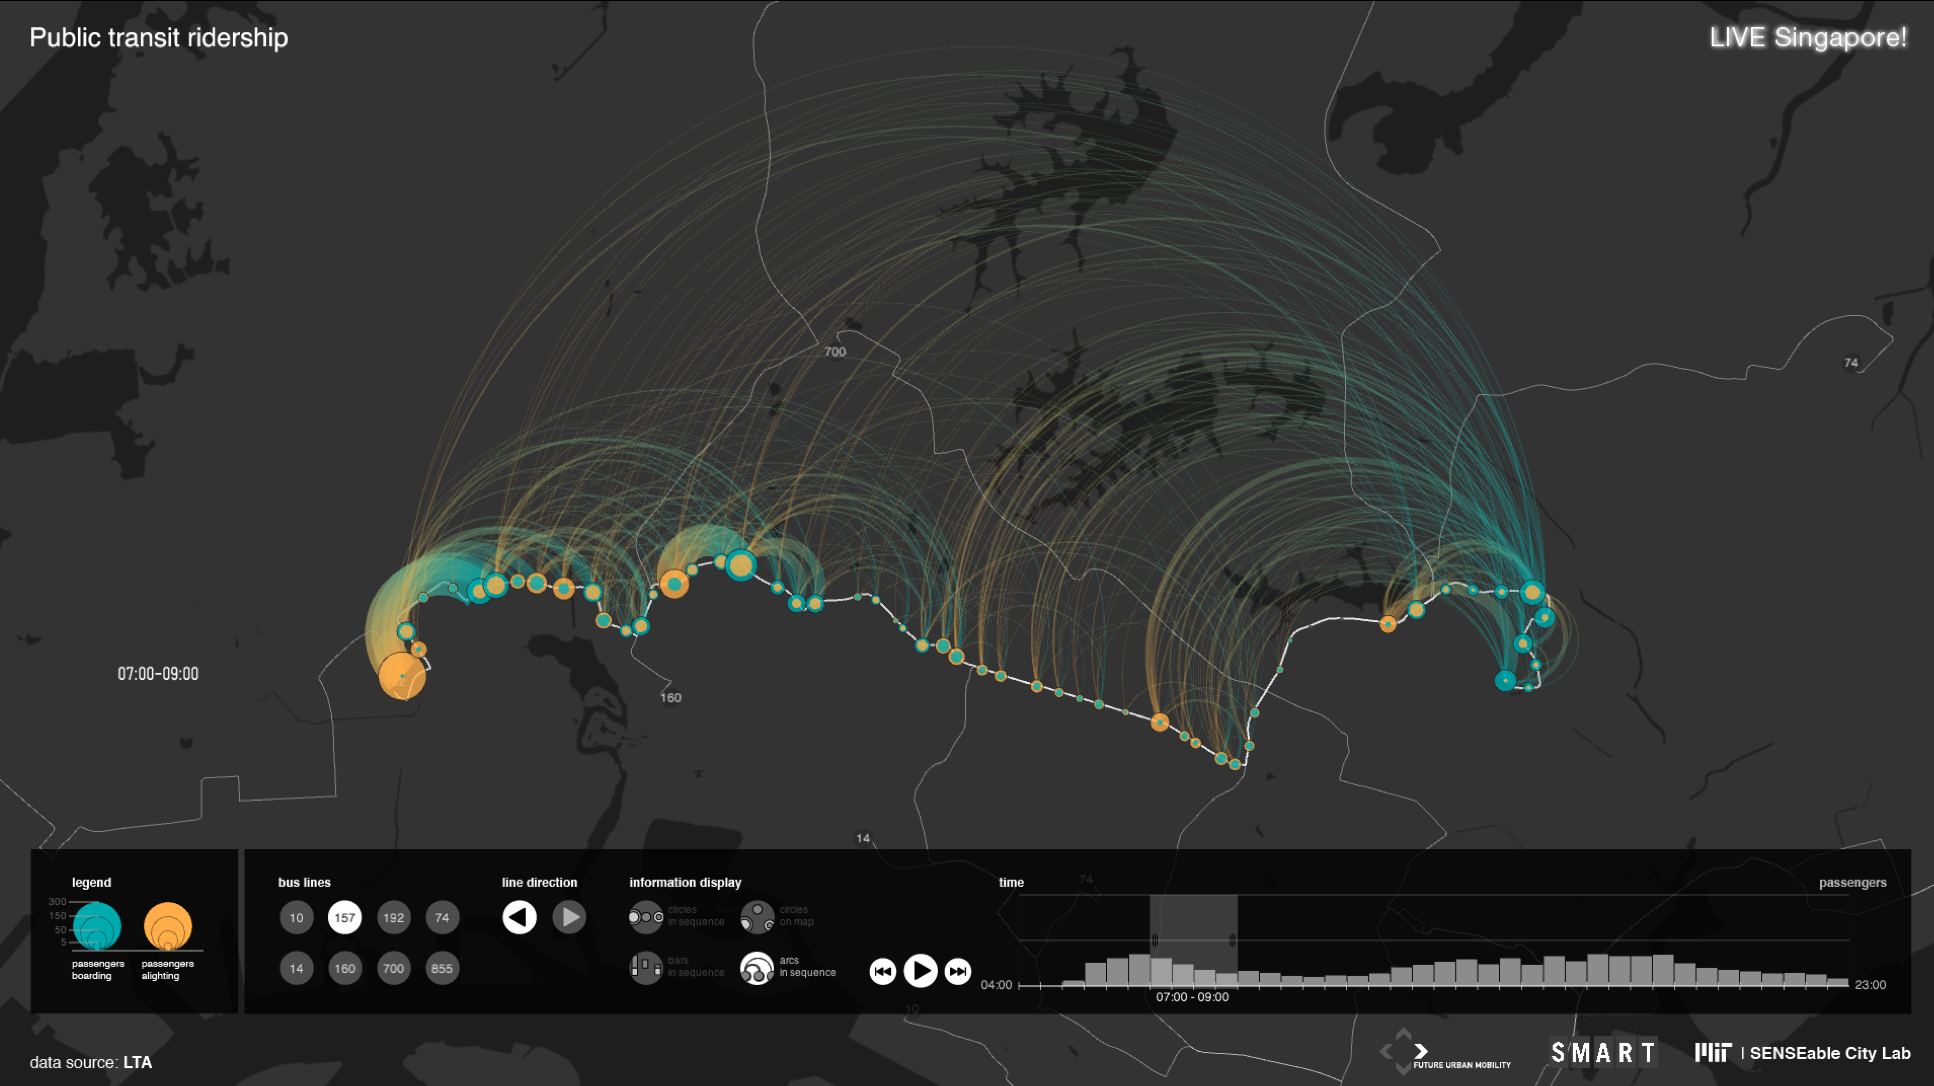 Public transit ridership
LIVE Singapore!
700
74
07:00-09:00
160
14
legend
300
150
50
5
passengers boarding
passengers alighting
bus lines
10 157 192 74
14 160 700 855
line direction
information display
circles in sequence
circles on map
bars in sequence
arcs in sequence
time
74
passengers
04:00
07:00 - 09:00
23:00
10
data source: LTA
FUTURE URBAN MOBILITY
SMART
MIT | SENSEable City Lab